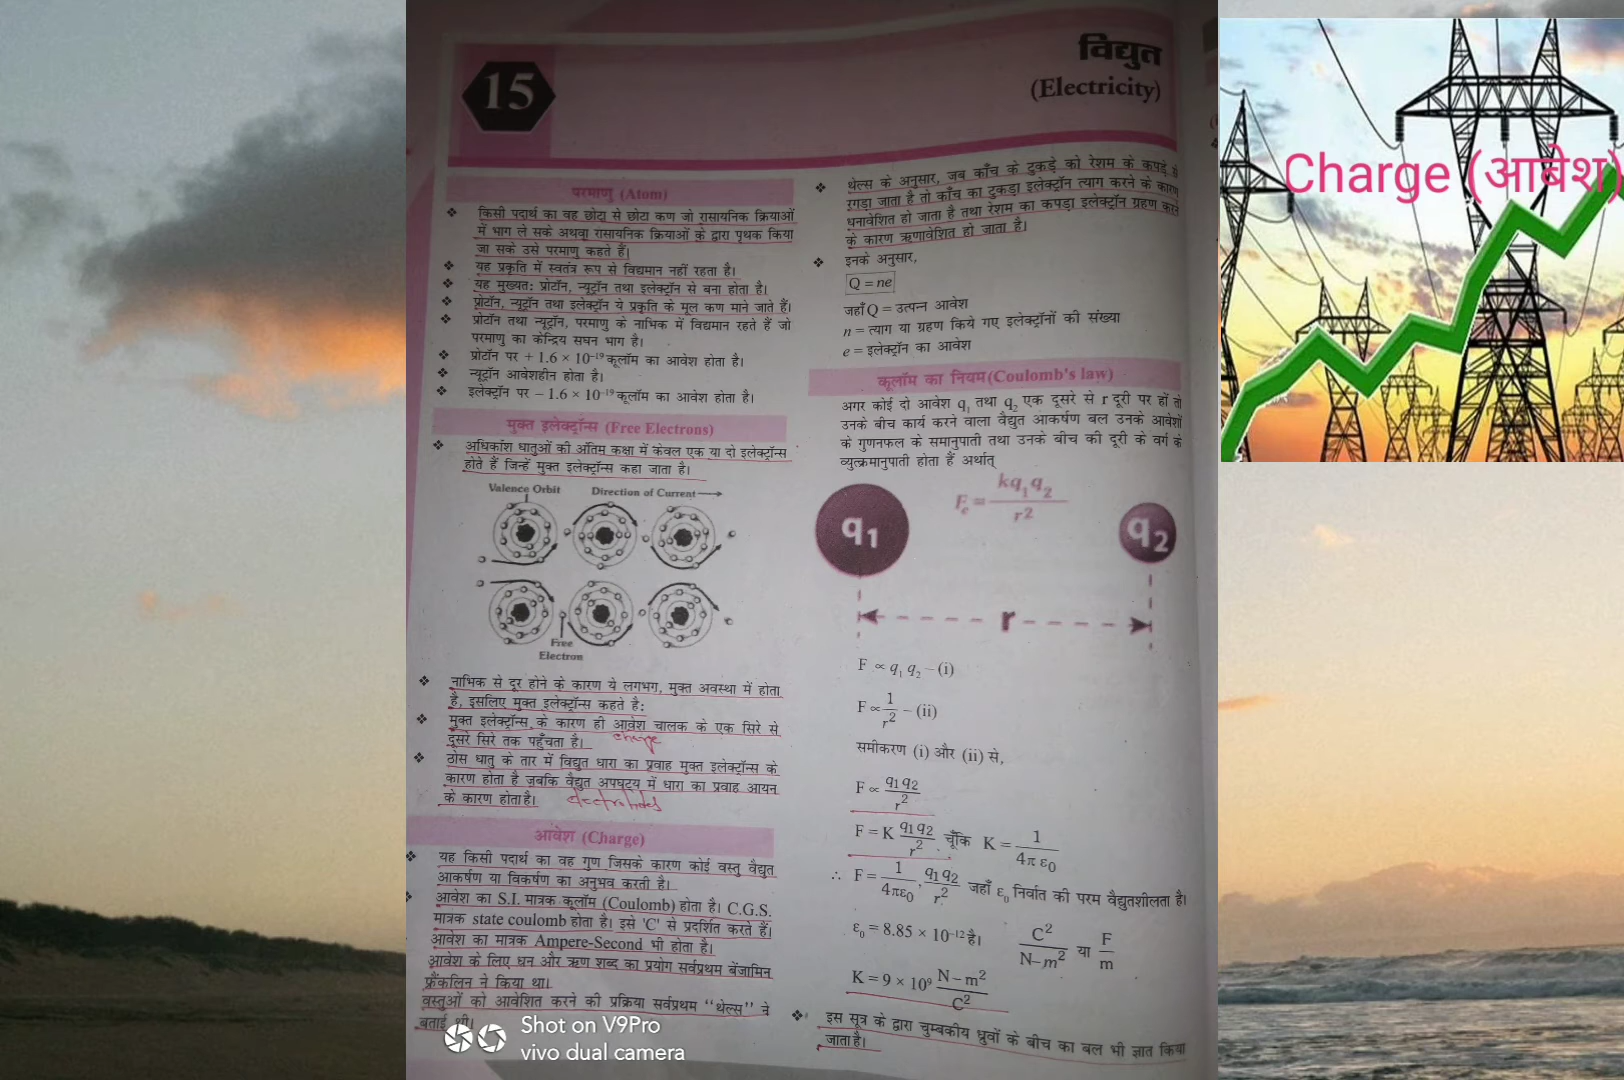 15
विद्युत
(Electricity)
परमाणु (Atom)
❖ किसी पदार्थ का वह छोटा से छोटा कण जो रासायनिक क्रियाओं
में भाग ले सके अथवा रासायनिक क्रियाओं के द्वारा पृथक किया
जा सके उसे परमाणु कहते हैं।
❖ यह प्रकृति में स्वतंत्र रूप से विद्यमान नहीं रहता है।
❖ यह मुख्यतः प्रोटॉन, न्यूट्रॉन तथा इलेक्ट्रॉन से बना होता है।
❖ प्रोटॉन, न्यूट्रॉन तथा इलेक्ट्रॉन ये प्रकृति के मूल कण माने जाते हैं।
❖ प्रोटॉन तथा न्यूट्रॉन, परमाणु के नाभिक में विद्यमान रहते हैं जो
परमाणु का केन्द्रिय सघन भाग है।
❖ प्रोटॉन पर + 1.6 × 10⁻¹⁹ कूलॉम का आवेश होता है।
❖ न्यूट्रॉन आवेशहीन होता है।
❖ इलेक्ट्रॉन पर − 1.6 × 10⁻¹⁹ कूलॉम का आवेश होता है।
मुक्त इलेक्ट्रॉन्स (Free Electrons)
❖ अधिकांश धातुओं की अंतिम कक्षा में केवल एक या दो इलेक्ट्रॉन्स
होते हैं जिन्हें मुक्त इलेक्ट्रॉन्स कहा जाता है।
Valence Orbit Direction of Current
Free
Electron
❖ नाभिक से दूर होने के कारण ये लगभग, मुक्त अवस्था में होता
है, इसलिए मुक्त इलेक्ट्रॉन्स कहते है:
❖ मुक्त इलेक्ट्रॉन्स के कारण ही आवेश चालक के एक सिरे से
दूसरे सिरे तक पहुँचता है।
charge
❖ ठोस धातु के तार में विद्युत धारा का प्रवाह मुक्त इलेक्ट्रॉन्स के
कारण होता है जबकि वैद्युत अपघट्य में धारा का प्रवाह आयन
के कारण होता है।
आवेश (Charge)
❖ यह किसी पदार्थ का वह गुण जिसके कारण कोई वस्तु वैद्युत
आकर्षण या विकर्षण का अनुभव करती है।
आवेश का S.I. मात्रक कूलॉम (Coulomb) होता है। C.G.S.
मात्रक state coulomb होता है। इसे 'C' से प्रदर्शित करते हैं।
आवेश का मात्रक Ampere-Second भी होता है।
आवेश के लिए धन और ऋण शब्द का प्रयोग सर्वप्रथम बेंजामिन
फ्रैंकलिन ने किया था।
वस्तुओं को आवेशित करने की प्रक्रिया सर्वप्रथम "थेल्स" ने
बताई थी।
❖ थेल्स के अनुसार, जब काँच के टुकड़े को रेशम के कपड़े से
रगड़ा जाता है तो काँच का टुकड़ा इलेक्ट्रॉन त्याग करने के कारण
धनावेशित हो जाता है तथा रेशम का कपड़ा इलेक्ट्रॉन ग्रहण करने
के कारण ऋणावेशित हो जाता है।
❖ इनके अनुसार,
Q = ne
जहाँ Q = उत्पन्न आवेश
n = त्याग या ग्रहण किये गए इलेक्ट्रॉनों की संख्या
e = इलेक्ट्रॉन का आवेश
कूलॉम का नियम (Coulomb's law)
अगर कोई दो आवेश q₁ तथा q₂ एक दूसरे से r दूरी पर हों तो
उनके बीच कार्य करने वाला वैद्युत आकर्षण बल उनके आवेशों
के गुणनफल के समानुपाती तथा उनके बीच की दूरी के वर्ग के
व्युत्क्रमानुपाती होता हैं अर्थात्
Fe = kq₁q₂ / r²
q₁ q₂
r
F ∝ q₁ q₂ – (i)
F ∝ 1/r² – (ii)
समीकरण (i) और (ii) से,
F ∝ q₁q₂/r²
F = K q₁q₂/r² चूँकि K = 1/4π ε₀
∴ F = 1/4πε₀ . q₁q₂/r² जहाँ ε₀ निर्वात की परम वैद्युतशीलता है।
ε₀ = 8.85 × 10⁻¹² है। C²/N–m² या F/m
K = 9 × 10⁹ N–m²/C²
❖ इस सूत्र के द्वारा चुम्बकीय ध्रुवों के बीच का बल भी ज्ञात किया
जाता है।
Shot on V9Pro
vivo dual camera
Charge (आबेश)